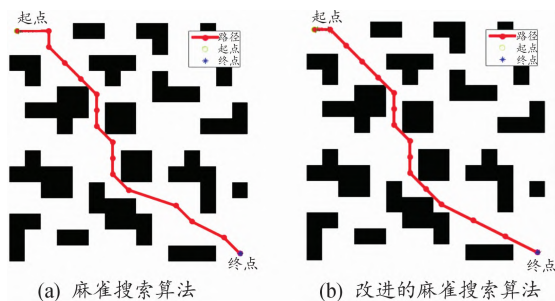 起点
路径
起点
终点
终点
(a) 麻雀搜索算法
起点
路径
起点
终点
终点
(b) 改进的麻雀搜索算法